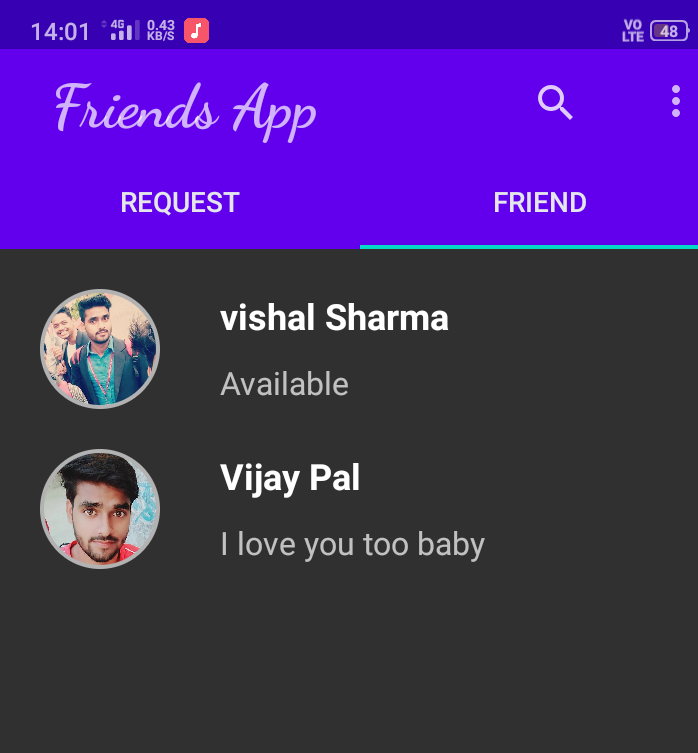 14:01 4G 0.43 KB/S VO LTE 48
Friends App
REQUEST FRIEND
vishal Sharma
Available
Vijay Pal
I love you too baby